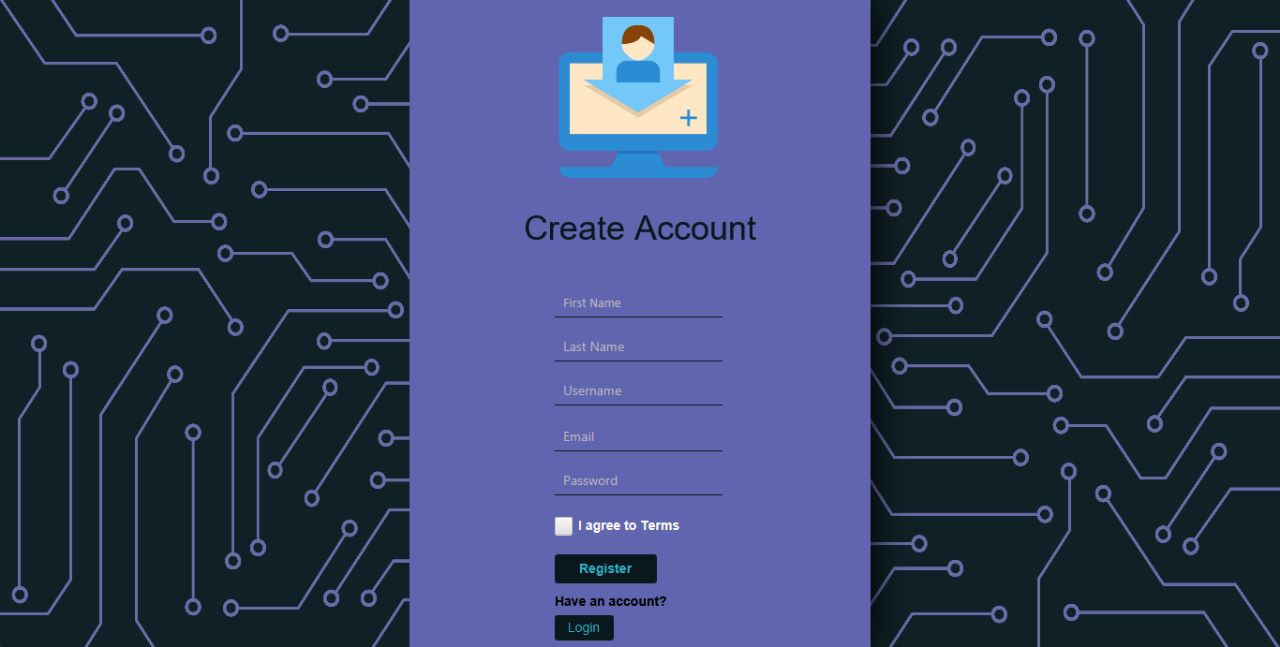 Create Account
First Name
Last Name
Username
Email
Password
I agree to Terms
Register
Have an account?
Login